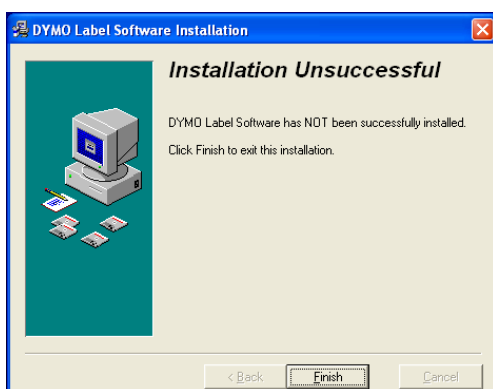 DYMO Label Software Installation
Installation Unsuccessful
DYMO Label Software has NOT been successfully installed.
Click Finish to exit this installation.
< Back Finish Cancel